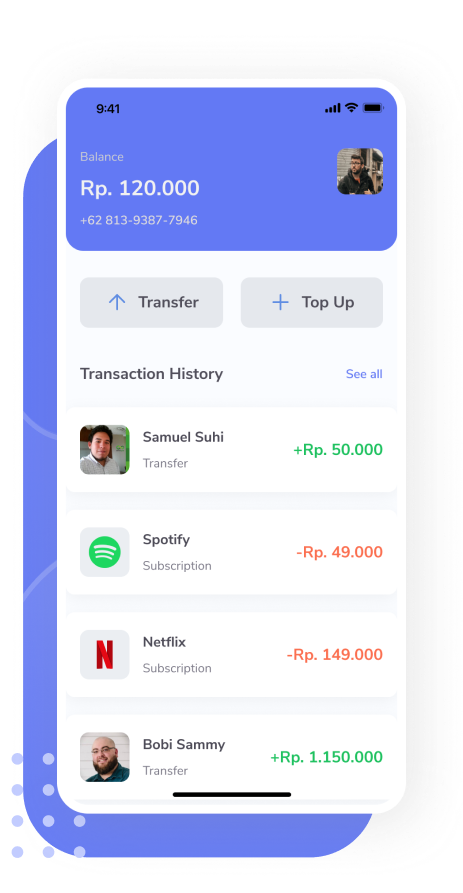 9:41
Balance
Rp. 120.000
+62 813-9387-7946
Transfer
Top Up
Transaction History
See all
Samuel Suhi
Transfer
+Rp. 50.000
Spotify
Subscription
-Rp. 49.000
Netflix
Subscription
-Rp. 149.000
Bobi Sammy
Transfer
+Rp. 1.150.000